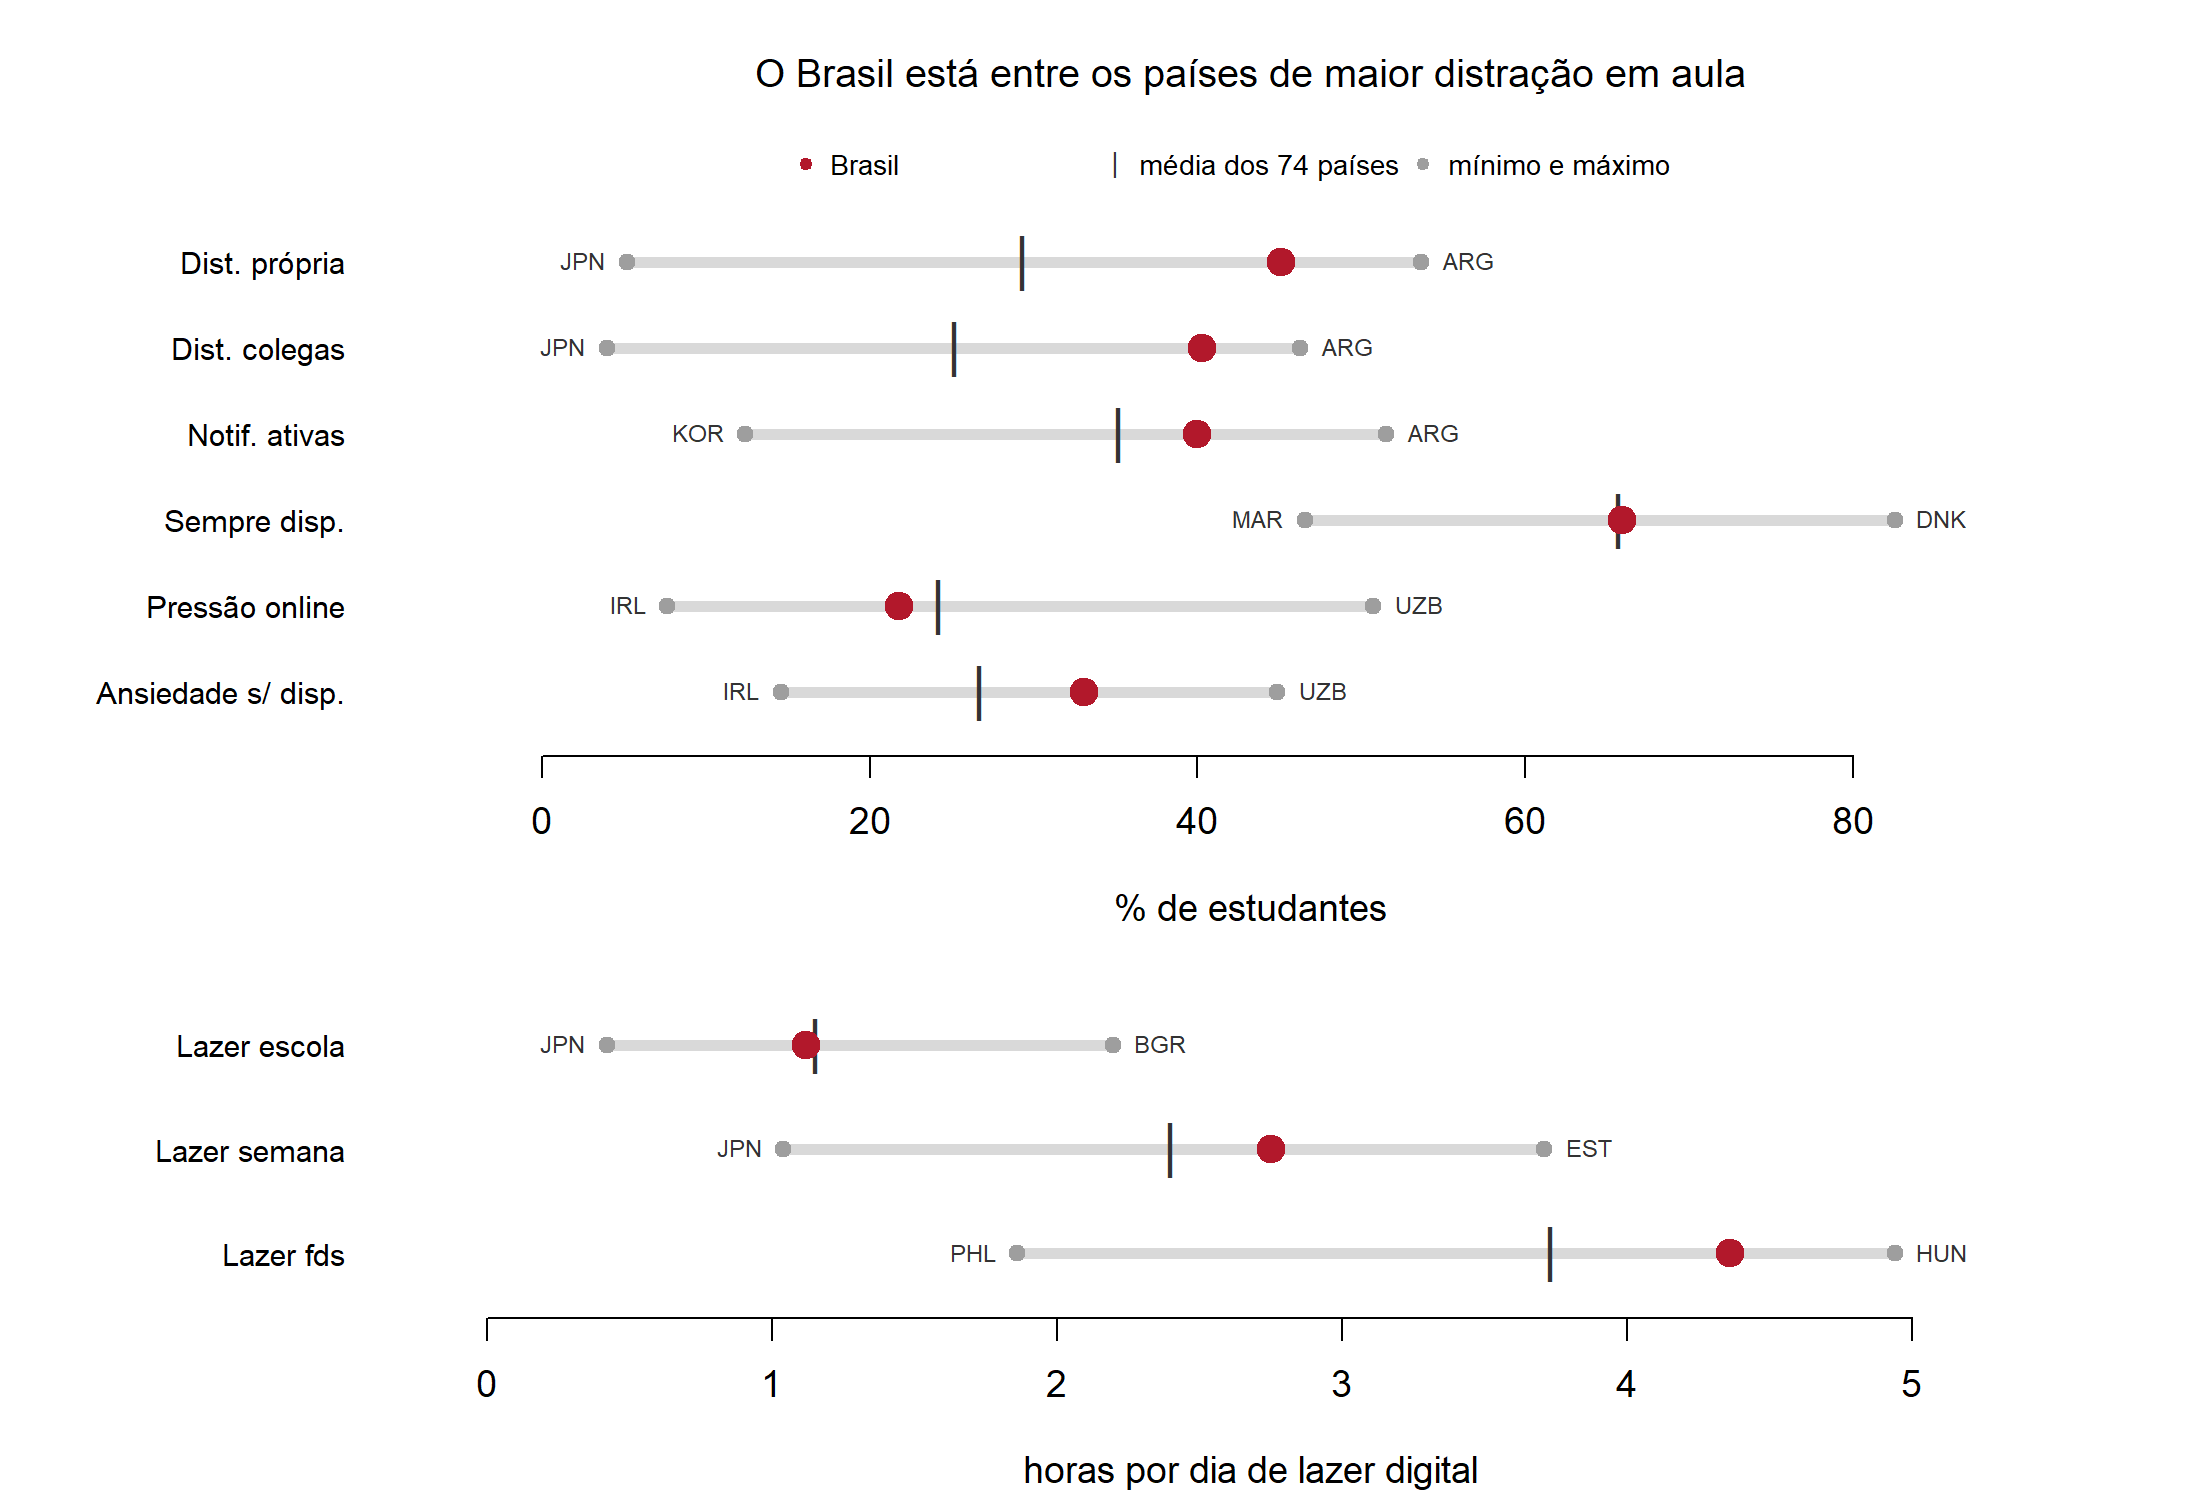 O Brasil está entre os países de maior distração em aula
Brasil média dos 74 países mínimo e máximo
Dist. própria JPN ARG
Dist. colegas JPN ARG
Notif. ativas KOR ARG
Sempre disp. MAR DNK
Pressão online IRL UZB
Ansiedade s/ disp. IRL UZB
0 20 40 60 80
% de estudantes
Lazer escola JPN BGR
Lazer semana JPN EST
Lazer fds PHL HUN
0 1 2 3 4 5
horas por dia de lazer digital